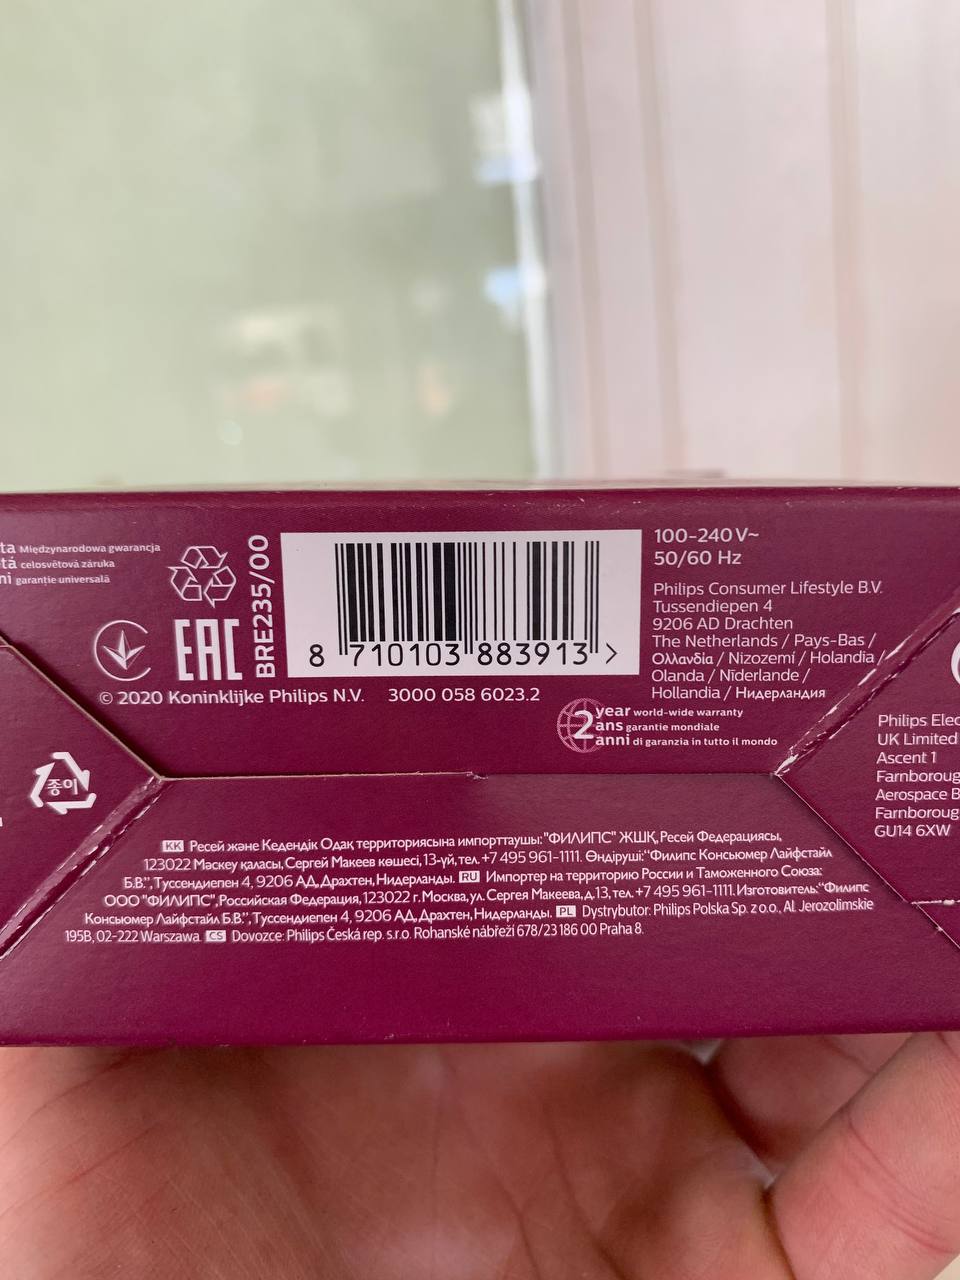 ta Międzynarodowa gwarancja
tá celosvětová záruka
ni garanție universală
EAC
BRE235/00
8 710103 883913 >
© 2020 Koninklijke Philips N.V. 3000 058 6023.2
100-240 V~
50/60 Hz
Philips Consumer Lifestyle B.V.
Tussendiepen 4
9206 AD Drachten
The Netherlands / Pays-Bas /
Ολλανδία / Nizozemí / Holandia /
Olanda / Niderlande /
Hollandia / Нидерландия
2 year world-wide warranty
ans garantie mondiale
anni di garanzia in tutto il mondo
Philips Elec
UK Limited
Ascent 1
Farnboroug
Aerospace B
Farnboroug
GU14 6XW
종이
KK Ресей және Кедендік Одақ территориясына импорттаушы: "ФИЛИПС" ЖШҚ, Ресей Федерациясы,
123022 Мәскеу қаласы, Сергей Макеев көшесі, 13-үй, тел. +7 495 961-1111. Өндіруші: "Филипс Консьюмер Лайфстайл
Б.В.", Туссендиепен 4, 9206 АД, Драхтен, Нидерланды. RU Импортер на территорию России и Таможенного Союза:
ООО "ФИЛИПС", Российская Федерация, 123022 г. Москва, ул. Сергея Макеева, д.13, тел. +7 495 961-1111. Изготовитель: "Филипс
Консьюмер Лайфстайл Б.В.", Туссендиепен 4, 9206 АД, Драхтен, Нидерланды. PL Dystrybutor: Philips Polska Sp. z o.o., Al. Jerozolimskie
195B, 02-222 Warszawa CS Dovozce: Philips Česká rep. s.r.o. Rohanské nábřeží 678/23 186 00 Praha 8.